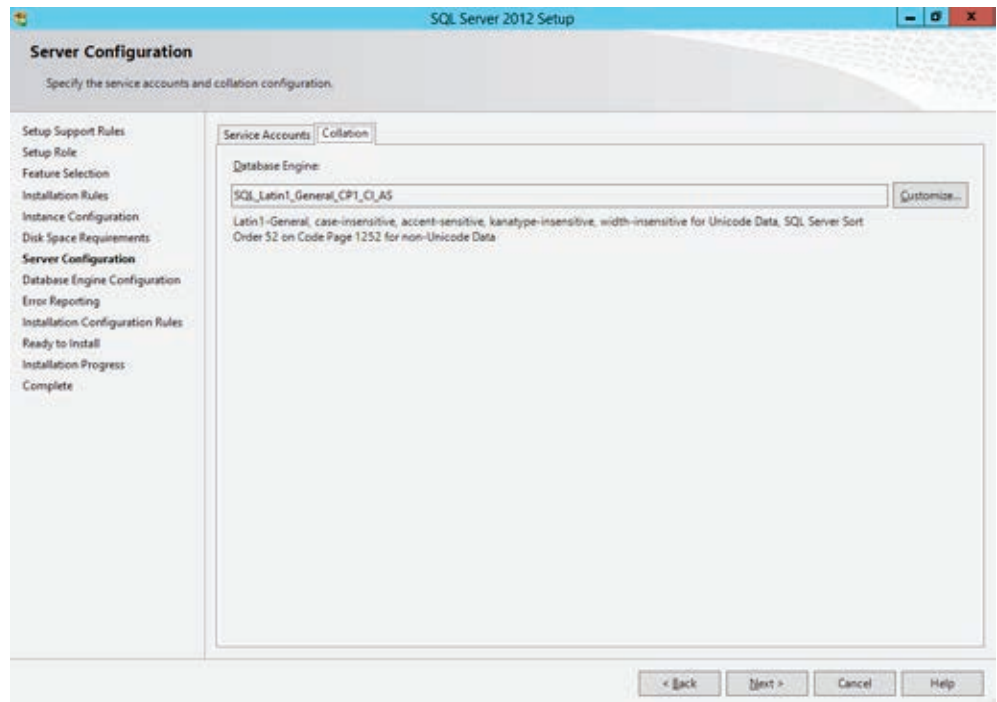 SQL Server 2012 Setup
Server Configuration
Specify the service accounts and collation configuration.
Setup Support Rules
Setup Role
Feature Selection
Installation Rules
Instance Configuration
Disk Space Requirements
Server Configuration
Database Engine Configuration
Error Reporting
Installation Configuration Rules
Ready to Install
Installation Progress
Complete
Service Accounts Collation
Database Engine:
SQL_Latin1_General_CP1_CI_AS
Customize...
Latin1-General, case-insensitive, accent-sensitive, kanatype-insensitive, width-insensitive for Unicode Data, SQL Server Sort
Order 52 on Code Page 1252 for non-Unicode Data
< Back Next > Cancel Help